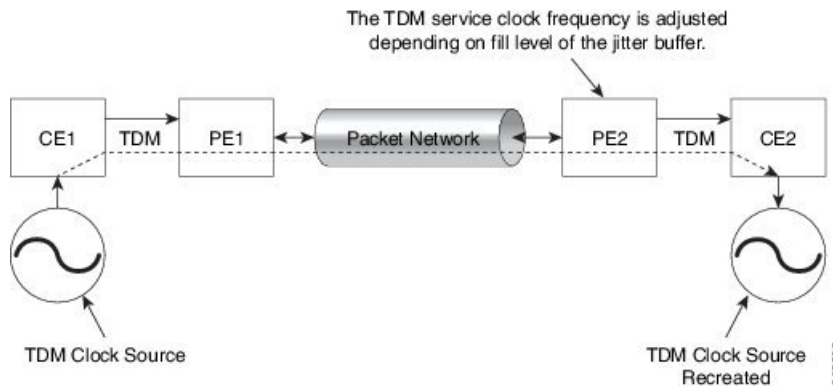 The TDM service clock frequency is adjusted
depending on fill level of the jitter buffer.
CE1
TDM
PE1
Packet Network
PE2
TDM
CE2
TDM Clock Source
TDM Clock Source
Recreated